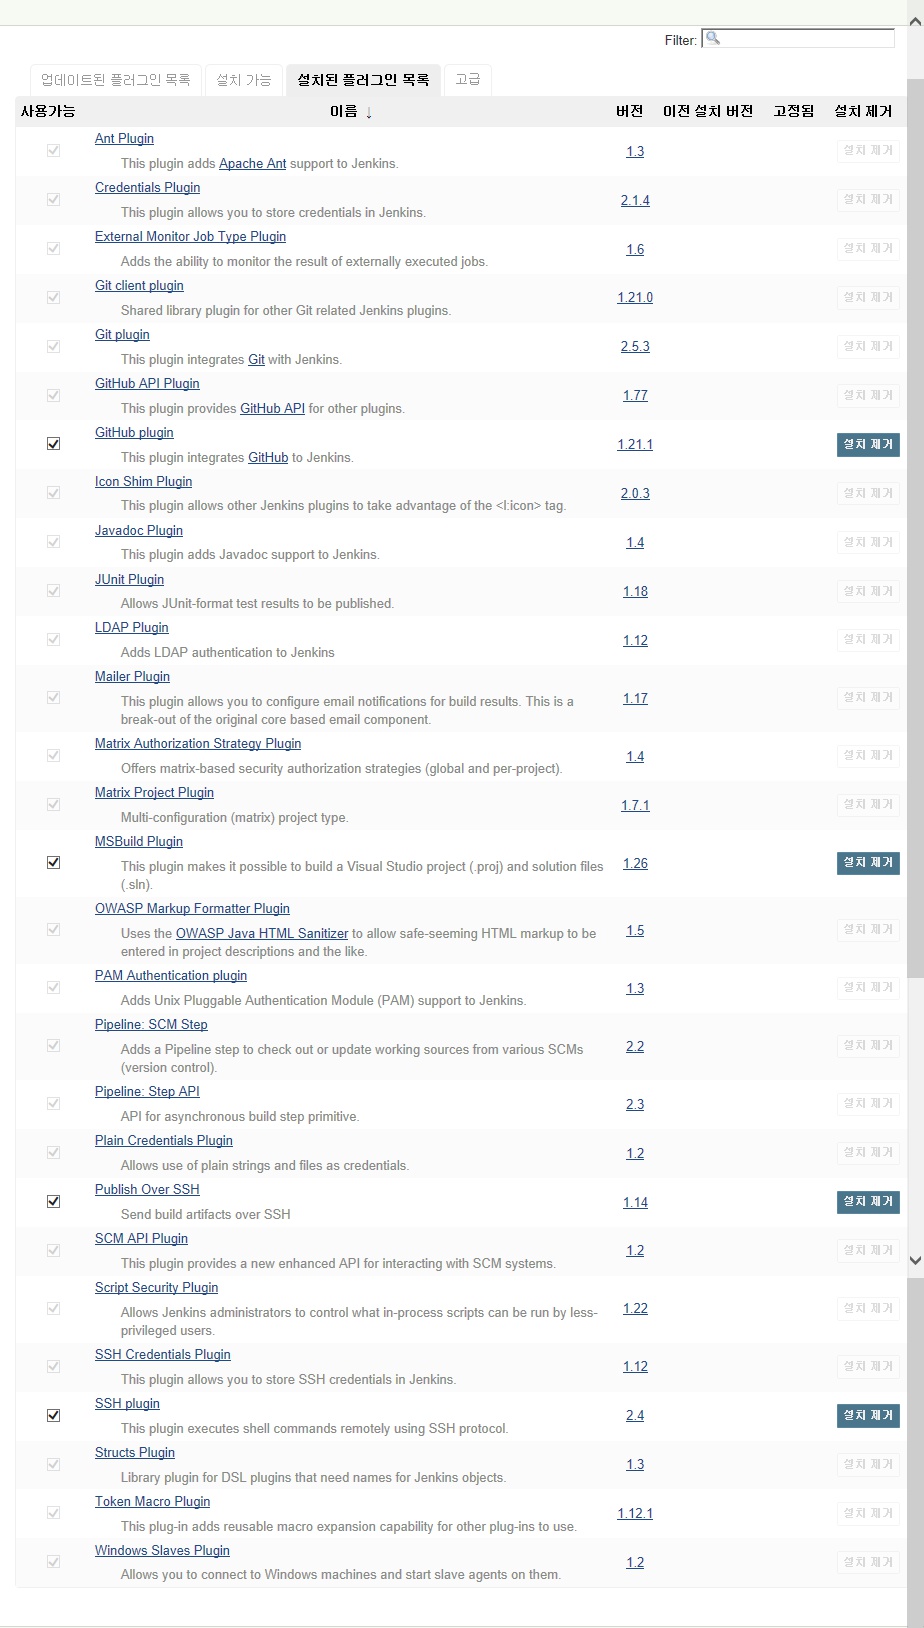 Filter:
업데이트된 플러그인 목록 설치 가능 설치된 플러그인 목록 고급
사용가능 이름 ↓ 버전 이전 설치 버전 고정됨 설치 제거
Ant Plugin
This plugin adds Apache Ant support to Jenkins.
1.3 설치 제거
Credentials Plugin
This plugin allows you to store credentials in Jenkins.
2.1.4 설치 제거
External Monitor Job Type Plugin
Adds the ability to monitor the result of externally executed jobs.
1.6 설치 제거
Git client plugin
Shared library plugin for other Git related Jenkins plugins.
1.21.0 설치 제거
Git plugin
This plugin integrates Git with Jenkins.
2.5.3 설치 제거
GitHub API Plugin
This plugin provides GitHub API for other plugins.
1.77 설치 제거
GitHub plugin
This plugin integrates GitHub to Jenkins.
1.21.1 설치 제거
Icon Shim Plugin
This plugin allows other Jenkins plugins to take advantage of the <l:icon> tag.
2.0.3 설치 제거
Javadoc Plugin
This plugin adds Javadoc support to Jenkins.
1.4 설치 제거
JUnit Plugin
Allows JUnit-format test results to be published.
1.18 설치 제거
LDAP Plugin
Adds LDAP authentication to Jenkins
1.12 설치 제거
Mailer Plugin
This plugin allows you to configure email notifications for build results. This is a
break-out of the original core based email component.
1.17 설치 제거
Matrix Authorization Strategy Plugin
Offers matrix-based security authorization strategies (global and per-project).
1.4 설치 제거
Matrix Project Plugin
Multi-configuration (matrix) project type.
1.7.1 설치 제거
MSBuild Plugin
This plugin makes it possible to build a Visual Studio project (.proj) and solution files
(.sln).
1.26 설치 제거
OWASP Markup Formatter Plugin
Uses the OWASP Java HTML Sanitizer to allow safe-seeming HTML markup to be
entered in project descriptions and the like.
1.5 설치 제거
PAM Authentication plugin
Adds Unix Pluggable Authentication Module (PAM) support to Jenkins.
1.3 설치 제거
Pipeline: SCM Step
Adds a Pipeline step to check out or update working sources from various SCMs
(version control).
2.2 설치 제거
Pipeline: Step API
API for asynchronous build step primitive.
2.3 설치 제거
Plain Credentials Plugin
Allows use of plain strings and files as credentials.
1.2 설치 제거
Publish Over SSH
Send build artifacts over SSH
1.14 설치 제거
SCM API Plugin
This plugin provides a new enhanced API for interacting with SCM systems.
1.2 설치 제거
Script Security Plugin
Allows Jenkins administrators to control what in-process scripts can be run by less-
privileged users.
1.22 설치 제거
SSH Credentials Plugin
This plugin allows you to store SSH credentials in Jenkins.
1.12 설치 제거
SSH plugin
This plugin executes shell commands remotely using SSH protocol.
2.4 설치 제거
Structs Plugin
Library plugin for DSL plugins that need names for Jenkins objects.
1.3 설치 제거
Token Macro Plugin
This plug-in adds reusable macro expansion capability for other plug-ins to use.
1.12.1 설치 제거
Windows Slaves Plugin
Allows you to connect to Windows machines and start slave agents on them.
1.2 설치 제거